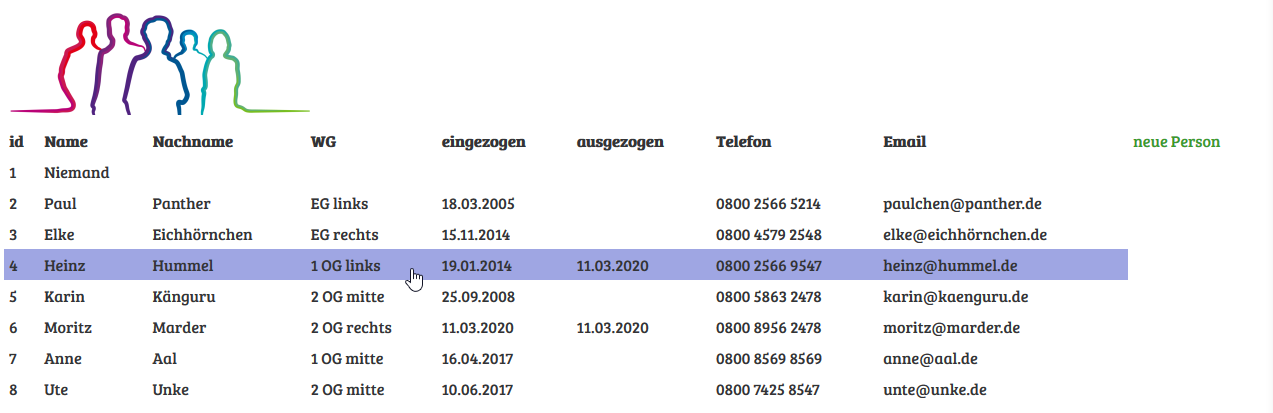 id Name Nachname WG eingezogen ausgezogen Telefon Email neue Person
1 Niemand
2 Paul Panther EG links 18.03.2005 0800 2566 5214 paulchen@panther.de
3 Elke Eichhörnchen EG rechts 15.11.2014 0800 4579 2548 elke@eichhörnchen.de
4 Heinz Hummel 1 OG links 19.01.2014 11.03.2020 0800 2566 9547 heinz@hummel.de
5 Karin Känguru 2 OG mitte 25.09.2008 0800 5863 2478 karin@kaenguru.de
6 Moritz Marder 2 OG rechts 11.03.2020 11.03.2020 0800 8956 2478 moritz@marder.de
7 Anne Aal 1 OG mitte 16.04.2017 0800 8569 8569 anne@aal.de
8 Ute Unke 2 OG mitte 10.06.2017 0800 7425 8547 unte@unke.de